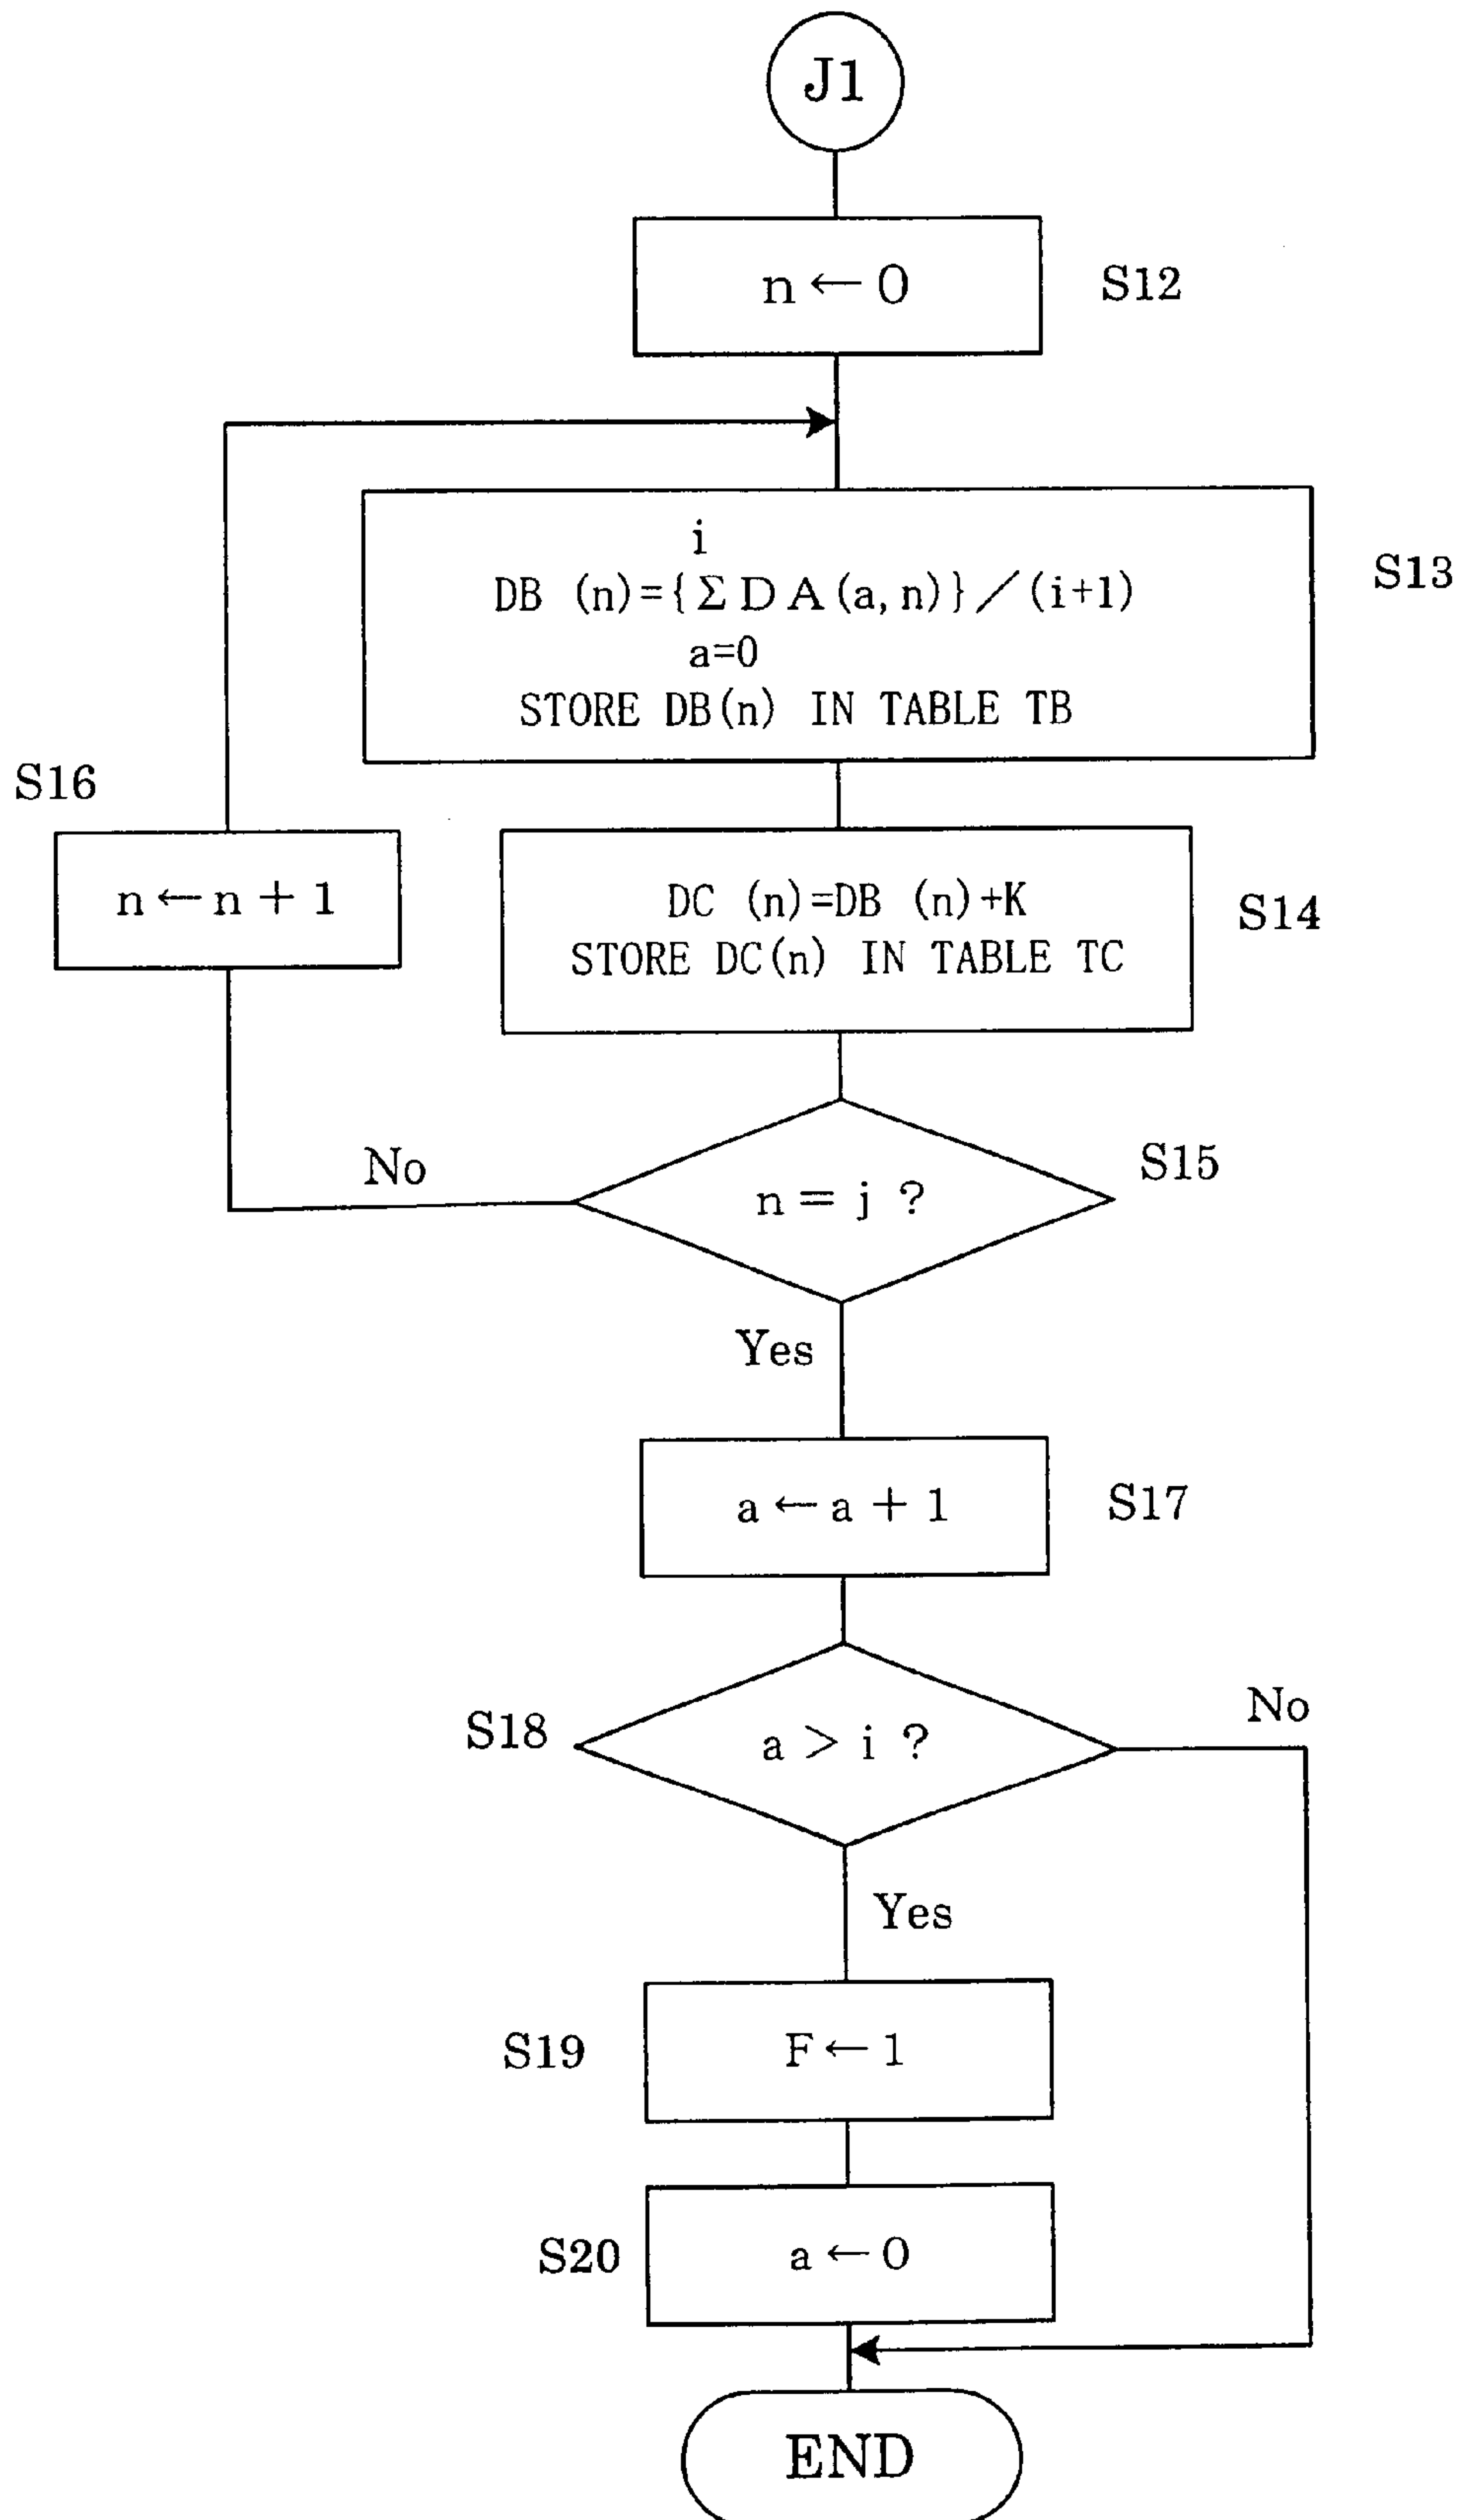 J1
n←0
S12
i
DB (n)={ΣDA(a,n)}/(i+1)
a=0
STORE DB(n) IN TABLE TB
S13
S16
n←n+1
DC (n)=DB (n)+K
STORE DC(n) IN TABLE TC
S14
No
n=j ?
S15
Yes
a←a+1
S17
S18
a>i ?
No
Yes
S19
F←1
S20
a←0
END